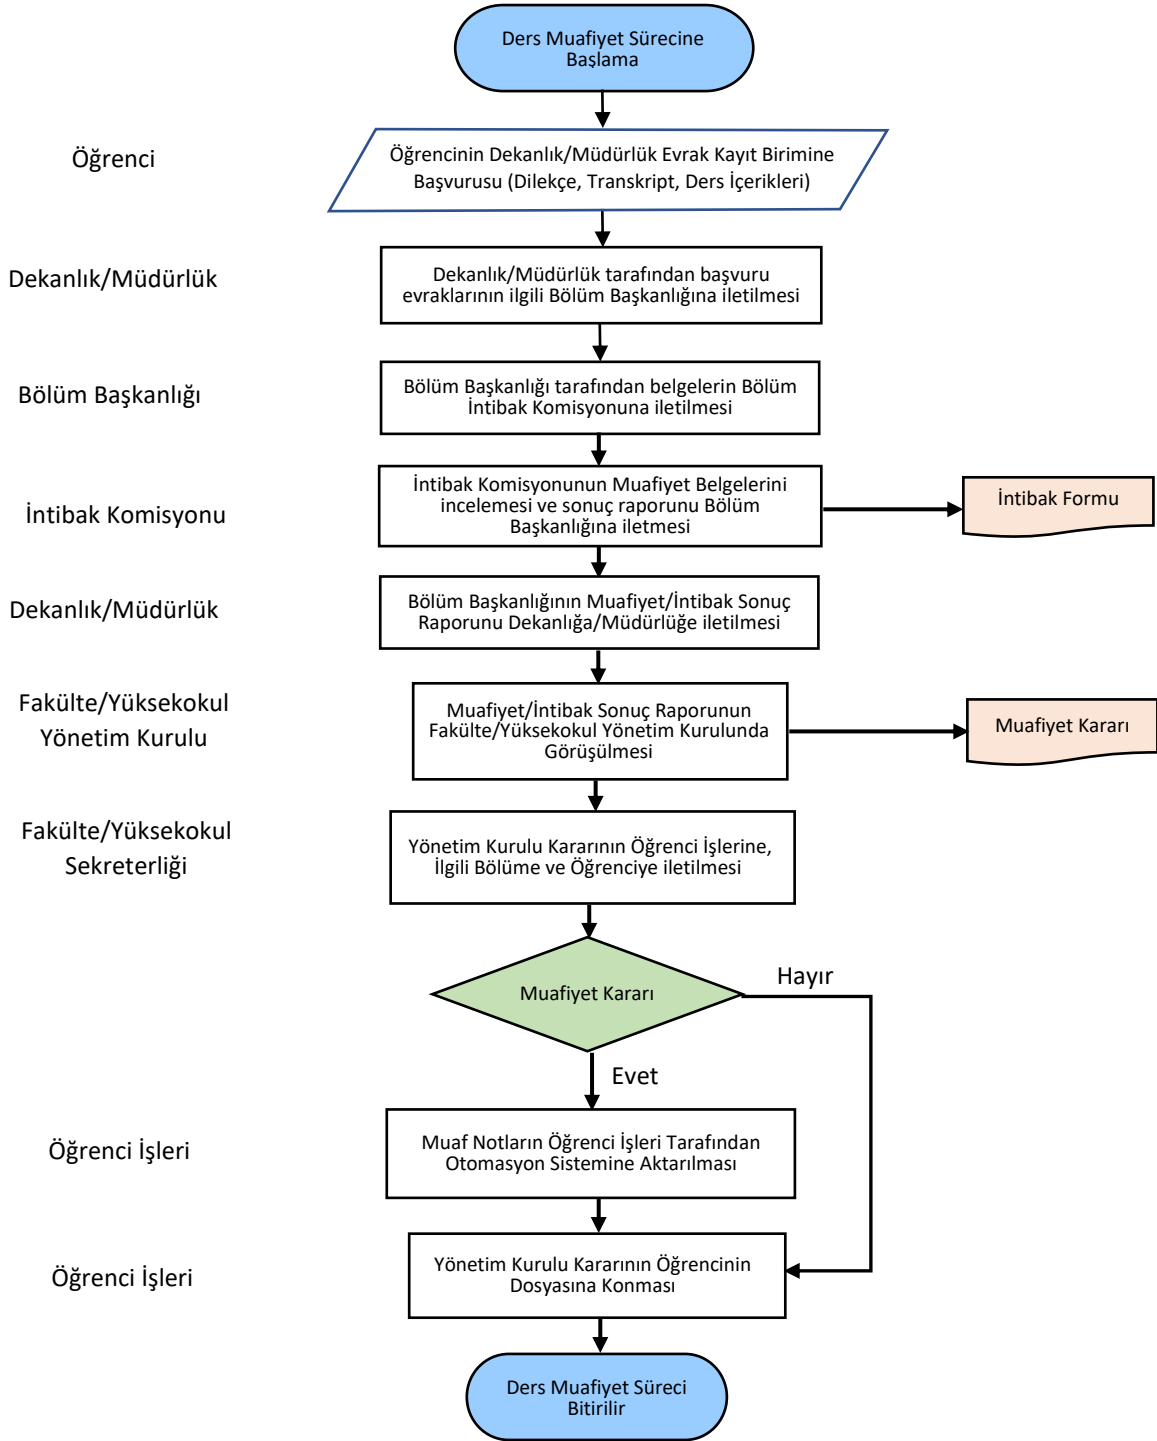 Ders Muafiyet Sürecine
Başlama
Öğrenci
Öğrencinin Dekanlık/Müdürlük Evrak Kayıt Birimine
Başvurusu (Dilekçe, Transkript, Ders İçerikleri)
Dekanlık/Müdürlük
Dekanlık/Müdürlük tarafından başvuru
evraklarının ilgili Bölüm Başkanlığına iletilmesi
Bölüm Başkanlığı
Bölüm Başkanlığı tarafından belgelerin Bölüm
İntibak Komisyonuna iletilmesi
İntibak Komisyonu
İntibak Komisyonunun Muafiyet Belgelerini
incelemesi ve sonuç raporunu Bölüm
Başkanlığına iletmesi
İntibak Formu
Dekanlık/Müdürlük
Bölüm Başkanlığının Muafiyet/İntibak Sonuç
Raporunu Dekanlığa/Müdürlüğe iletilmesi
Fakülte/Yüksekokul
Yönetim Kurulu
Muafiyet/İntibak Sonuç Raporunun
Fakülte/Yüksekokul Yönetim Kurulunda
Görüşülmesi
Muafiyet Kararı
Fakülte/Yüksekokul
Sekreterliği
Yönetim Kurulu Kararının Öğrenci İşlerine,
İlgili Bölüme ve Öğrenciye iletilmesi
Muafiyet Kararı
Hayır
Evet
Öğrenci İşleri
Muaf Notların Öğrenci İşleri Tarafından
Otomasyon Sistemine Aktarılması
Öğrenci İşleri
Yönetim Kurulu Kararının Öğrencinin
Dosyasına Konması
Ders Muafiyet Süreci
Bitirilir